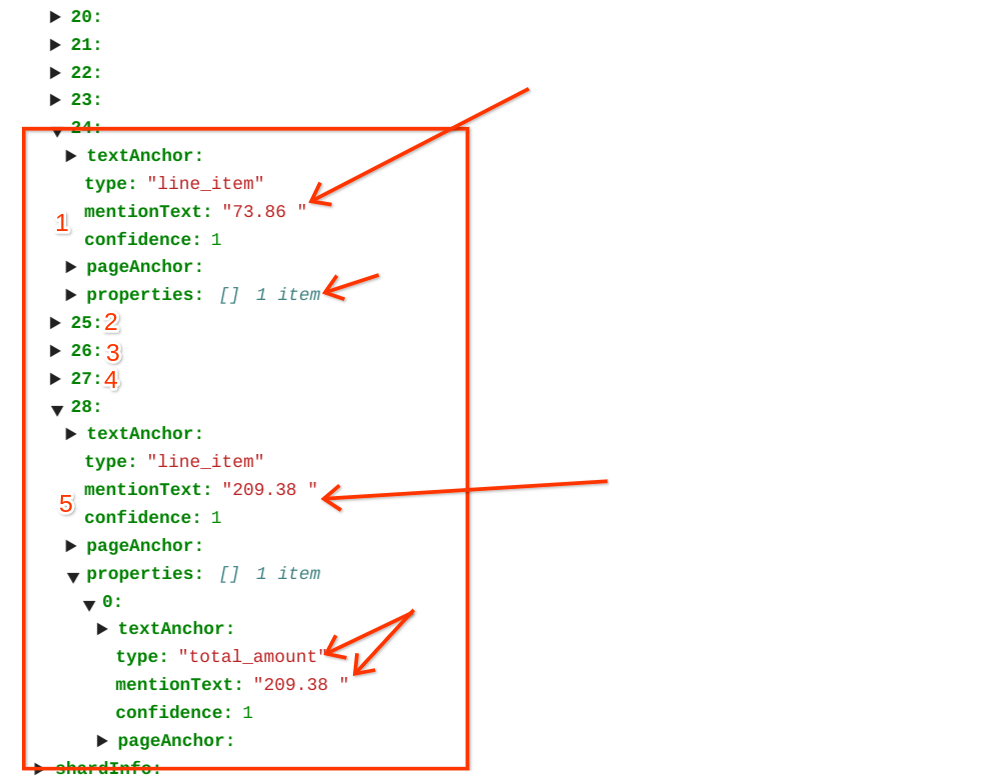 20:
21:
22:
23:
24:
textAnchor:
type: "line_item"
mentionText: "73.86 "
1
confidence: 1
pageAnchor:
properties: [] 1 item
25: 2
26: 3
27: 4
28:
textAnchor:
type: "line_item"
mentionText: "209.38 "
5
confidence: 1
pageAnchor:
properties: [] 1 item
0:
textAnchor:
type: "total_amount"
mentionText: "209.38 "
confidence: 1
pageAnchor:
shardInfo: